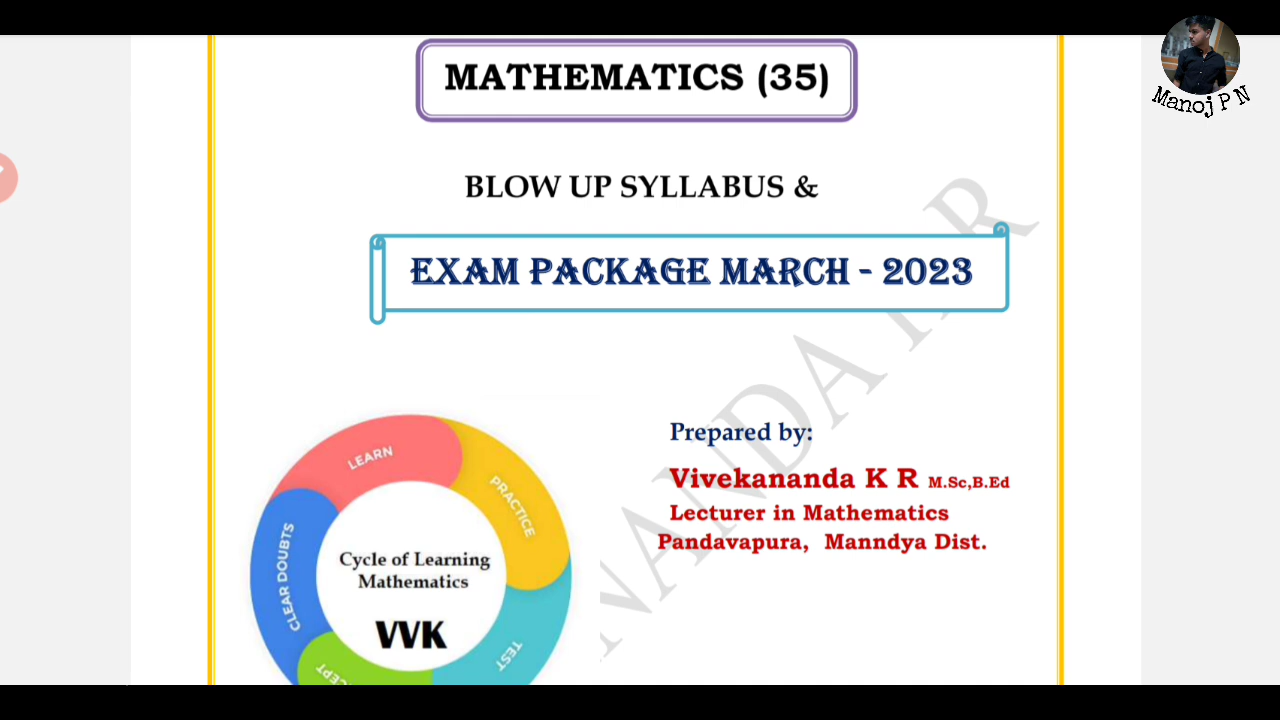 MATHEMATICS (35)
Manoj P N
BLOW UP SYLLABUS &
EXAM PACKAGE MARCH - 2023
Prepared by:
Vivekananda K R M.Sc,B.Ed
Lecturer in Mathematics
Pandavapura, Manndya Dist.
LEARN
PRACTICE
CLEAR DOUBTS
TEST
Cycle of Learning
Mathematics
VVK
NANDA K R